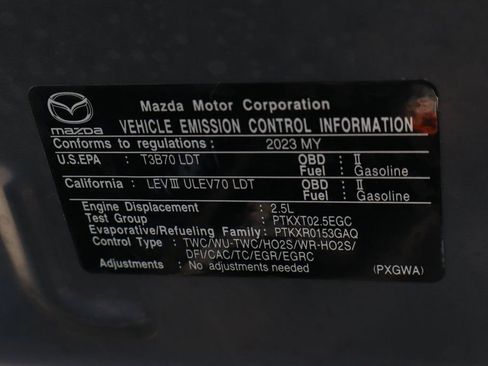 Mazda Motor Corporation
mazda VEHICLE EMISSION CONTROL INFORMATION
Conforms to regulations : 2023 MY
U.S.EPA : T3B70 LDT OBD : II
Fuel : Gasoline
California : LEVIII ULEV70 LDT OBD : II
Fuel : Gasoline
Engine Displacement : 2.5L
Test Group : PTKXT02.5EGC
Evaporative/Refueling Family: PTKXR0153GAQ
Control Type : TWC/WU-TWC/HO2S/WR-HO2S/
DFI/CAC/TC/EGR/EGRC
Adjustments : No adjustments needed (PXGWA)